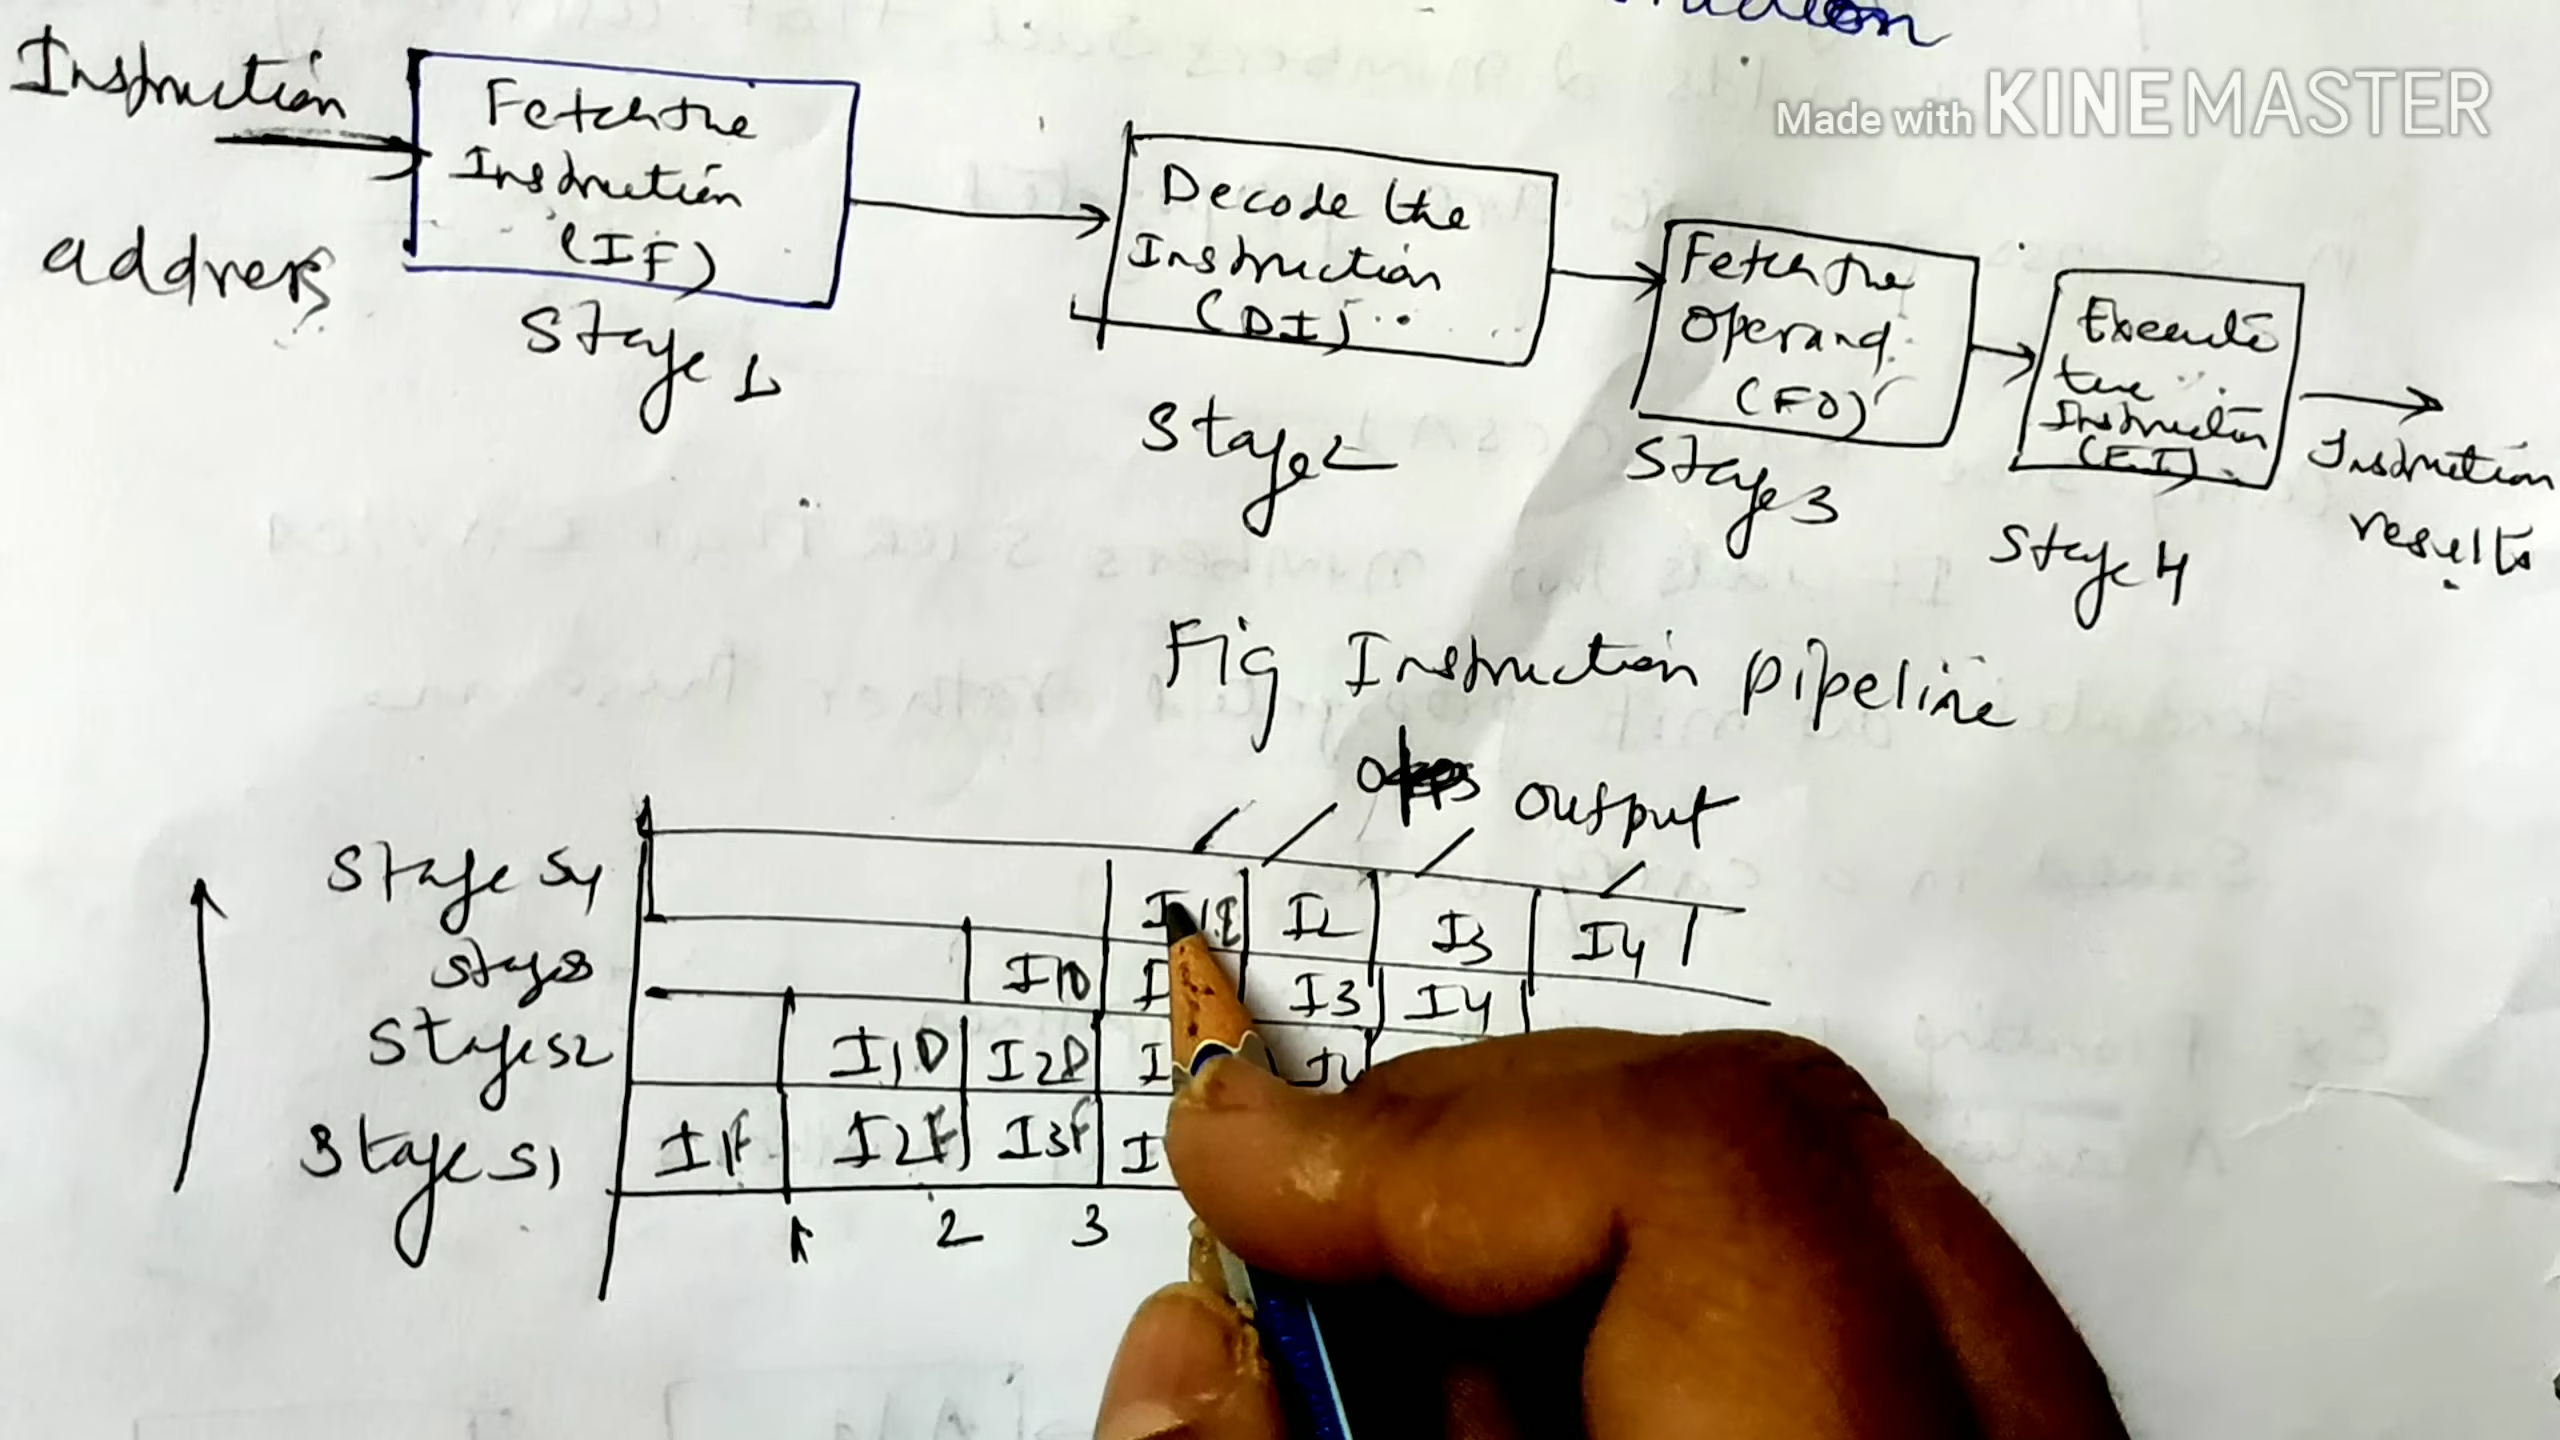 Made with KINEMASTER
Instruction
address
Fetch the
Instruction
(IF)
Stage 1
Decode the
Instruction
(DI)
Stage 2
Fetch the
Operand
(FO)
Stage 3
Execute
the
Instruction
(EI)
Stage 4
Instruction
results
Fig Instruction pipeline
output
Stage S4
I1E I2 I3 I4
I3 I4
Stage S2
I1D I2D
Stage S1
I1F I2F I3F
1 2 3